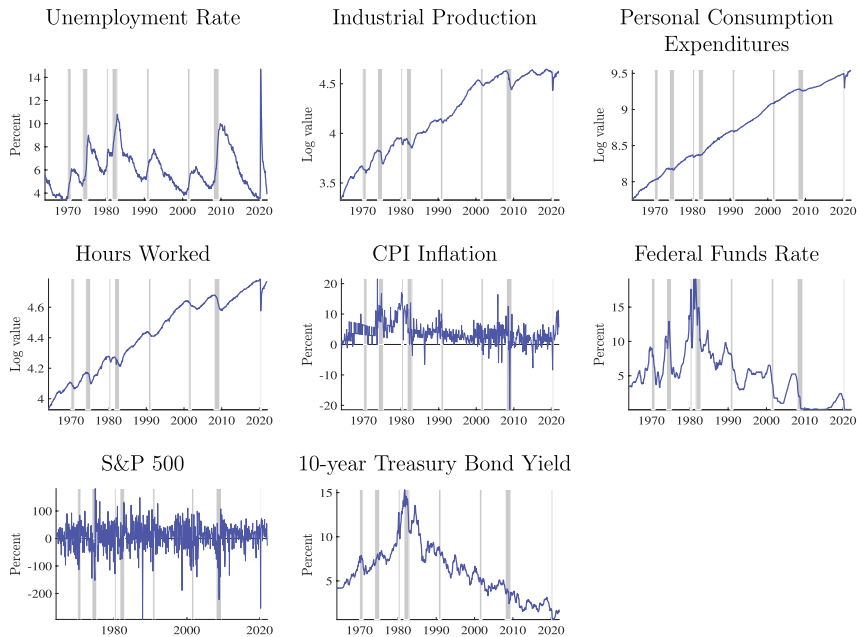 Unemployment Rate
Industrial Production
Personal Consumption
Expenditures
Percent
14
12
10
8
6
4
1970 1980 1990 2000 2010 2020
Log value
4.5
4
3.5
1970 1980 1990 2000 2010 2020
Log value
9.5
9
8.5
8
1970 1980 1990 2000 2010 2020
Hours Worked
CPI Inflation
Federal Funds Rate
Log value
4.6
4.4
4.2
4
1970 1980 1990 2000 2010 2020
Percent
20
10
0
-10
-20
1970 1980 1990 2000 2010 2020
Percent
15
10
5
1970 1980 1990 2000 2010 2020
S&P 500
10-year Treasury Bond Yield
Percent
100
0
-100
-200
1980 2000 2020
Percent
15
10
5
1970 1980 1990 2000 2010 2020